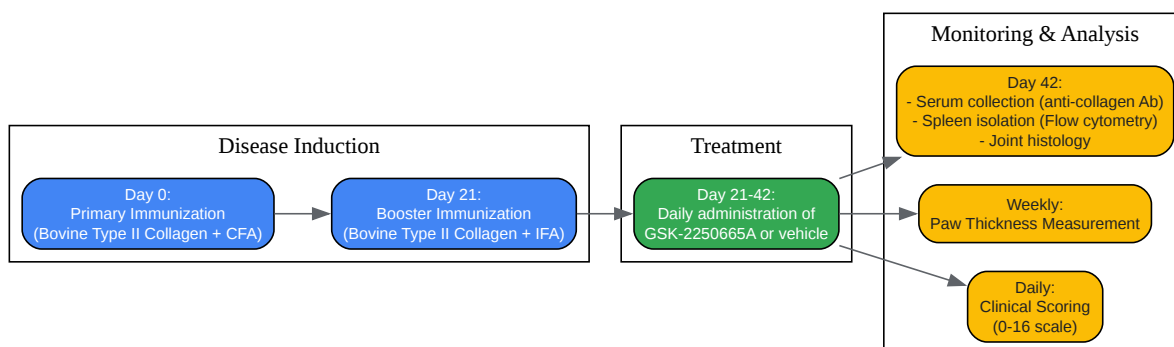 Disease Induction
Day 0:
Primary Immunization
(Bovine Type II Collagen + CFA)
Day 21:
Booster Immunization
(Bovine Type II Collagen + IFA)
Treatment
Day 21-42:
Daily administration of
GSK-2250665A or vehicle
Monitoring & Analysis
Day 42:
- Serum collection (anti-collagen Ab)
- Spleen isolation (Flow cytometry)
- Joint histology
Weekly:
Paw Thickness Measurement
Daily:
Clinical Scoring
(0-16 scale)